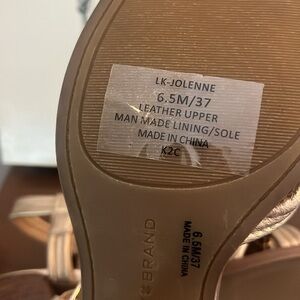 LK-JOLENNE
6.5M/37
LEATHER UPPER
MAN MADE LINING/SOLE
MADE IN CHINA
K2C
BRAND
6.5M/37
MADE IN CHINA